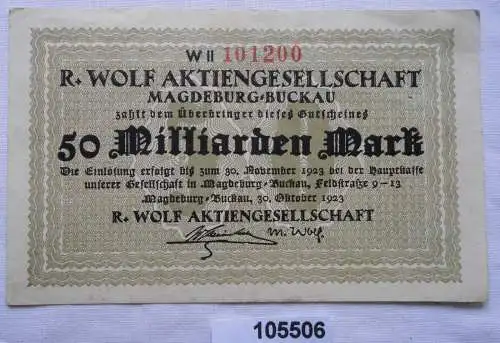 W II 101200
R. WOLF AKTIENGESELLSCHAFT
MAGDEBURG-BUCKAU
zahlt dem Überbringer dieses Gutscheines
50 Milliarden Mark
Die Einlösung erfolgt bis zum 30. November 1923 bei der Hauptkasse
unserer Gesellschaft in Magdeburg-Buckau, Feldstraße 9-13
Magdeburg-Buckau, 30. Oktober 1923
R. WOLF AKTIENGESELLSCHAFT
M. Wolf.
105506